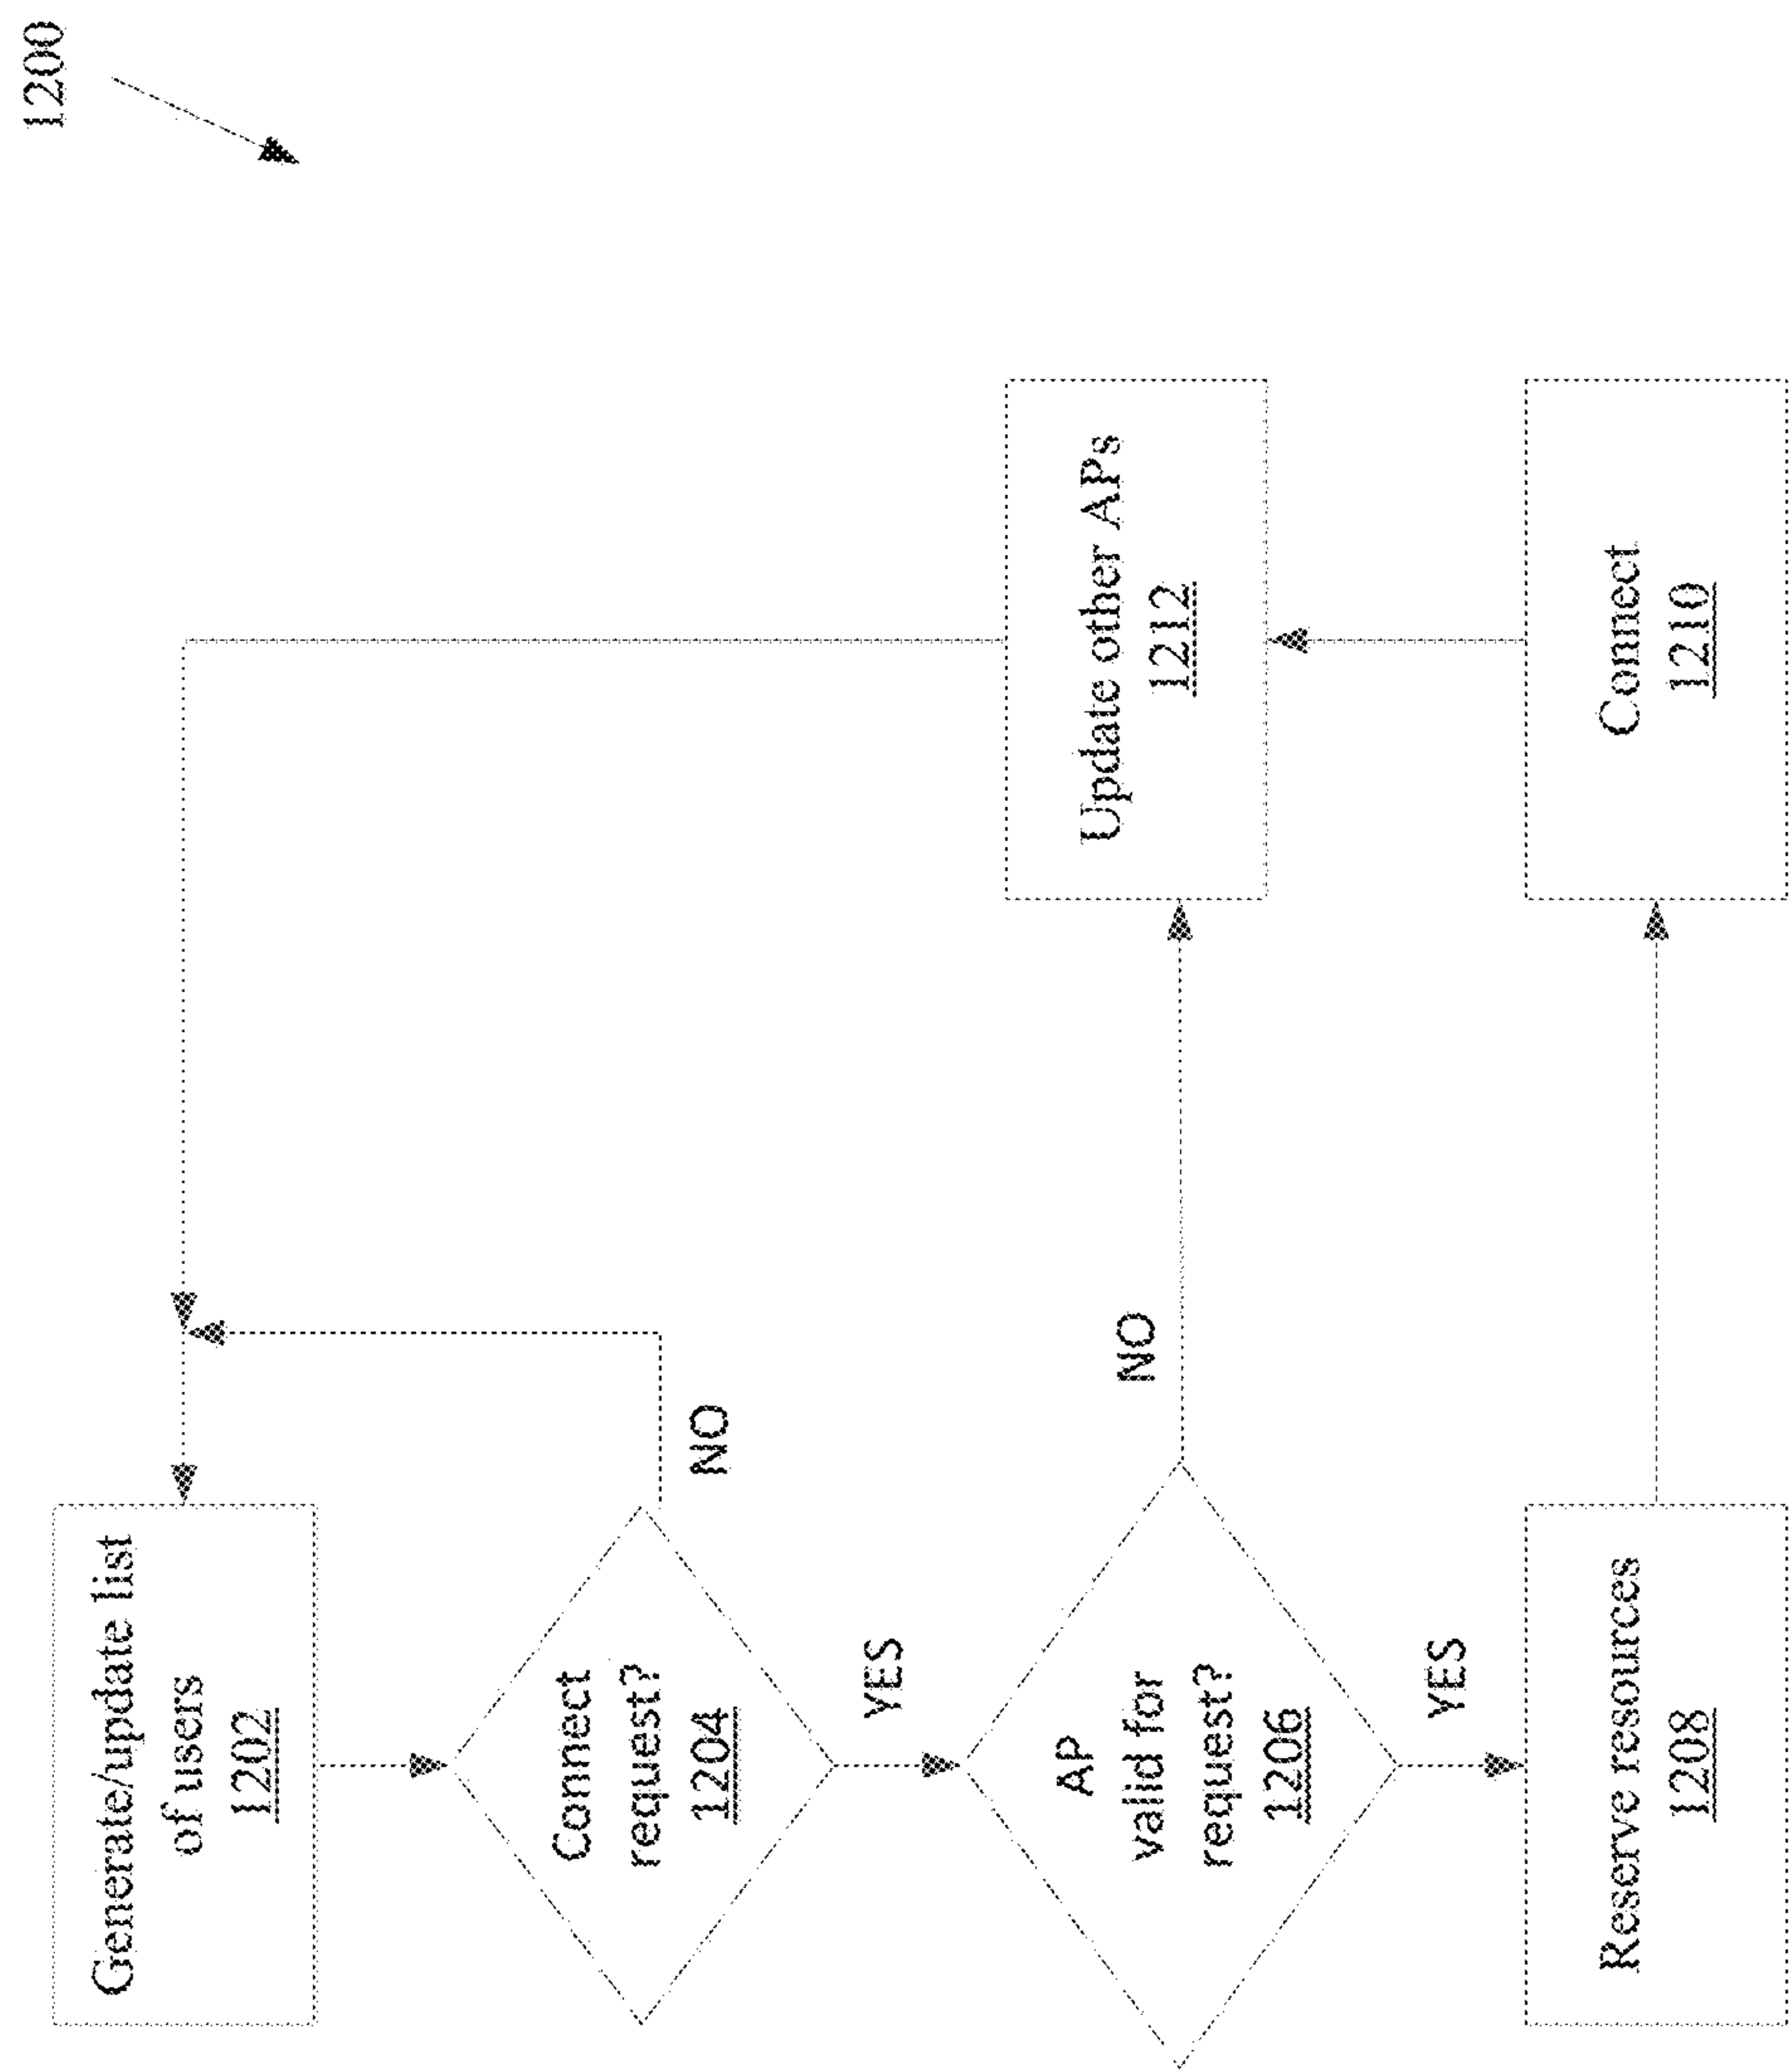 1200
Generate/update list
of users
1202
Connect
request?
1204
NO
YES
AP
valid for
request?
1206
NO
YES
Update other APs
1212
Reserve resources
1208
Connect
1210